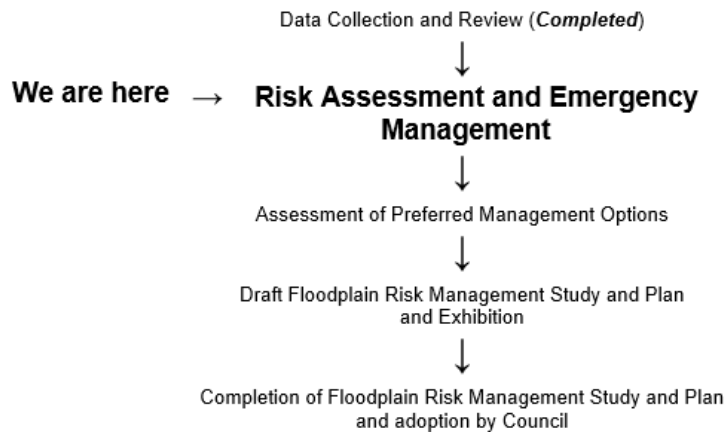 Data Collection and Review (Completed)
We are here → Risk Assessment and Emergency
Management
Assessment of Preferred Management Options
Draft Floodplain Risk Management Study and Plan
and Exhibition
Completion of Floodplain Risk Management Study and Plan
and adoption by Council